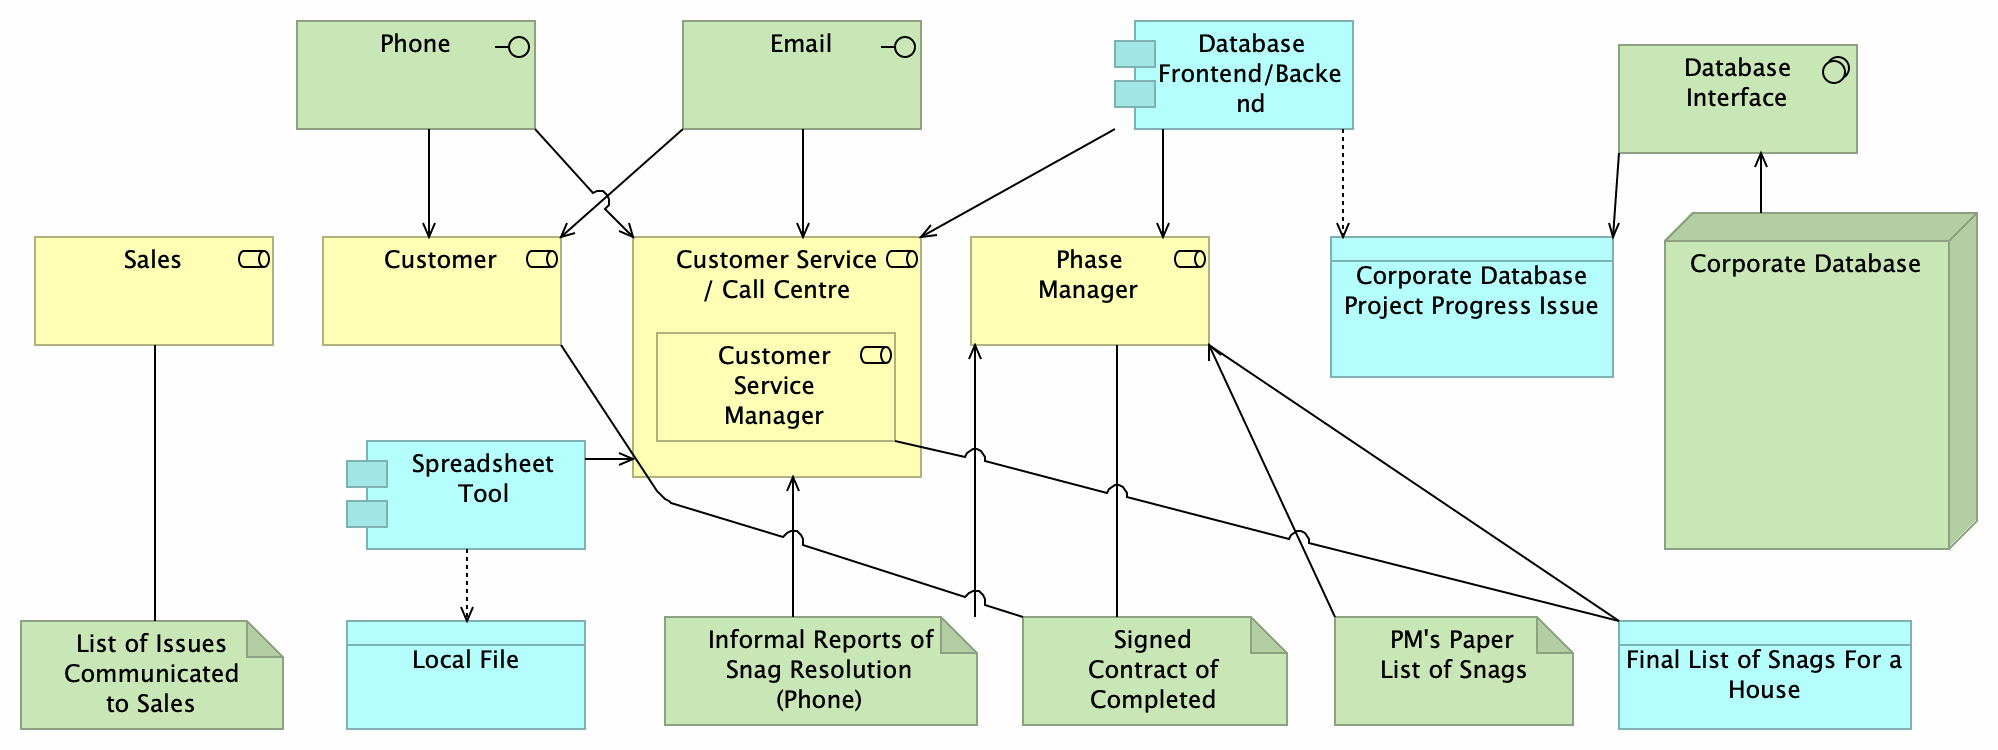 Phone
Email
Database
Frontend/Backe
nd
Database
Interface
Sales
Customer
Customer Service
/ Call Centre
Phase
Manager
Corporate Database
Project Progress Issue
Corporate Database
Customer
Service
Manager
Spreadsheet
Tool
List of Issues
Communicated
to Sales
Local File
Informal Reports of
Snag Resolution
(Phone)
Signed
Contract of
Completed
PM's Paper
List of Snags
Final List of Snags For a
House